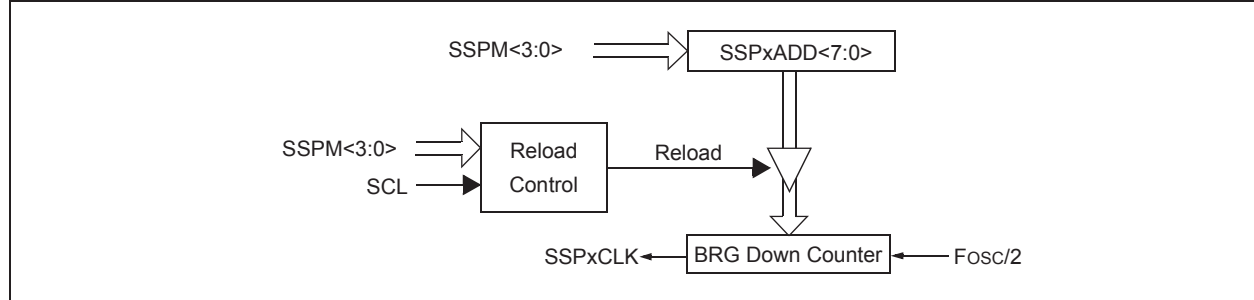 SSPM<3:0>
SSPxADD<7:0>
SSPM<3:0>
SCL
Reload
Control
Reload
SSPxCLK
BRG Down Counter
FOSC/2